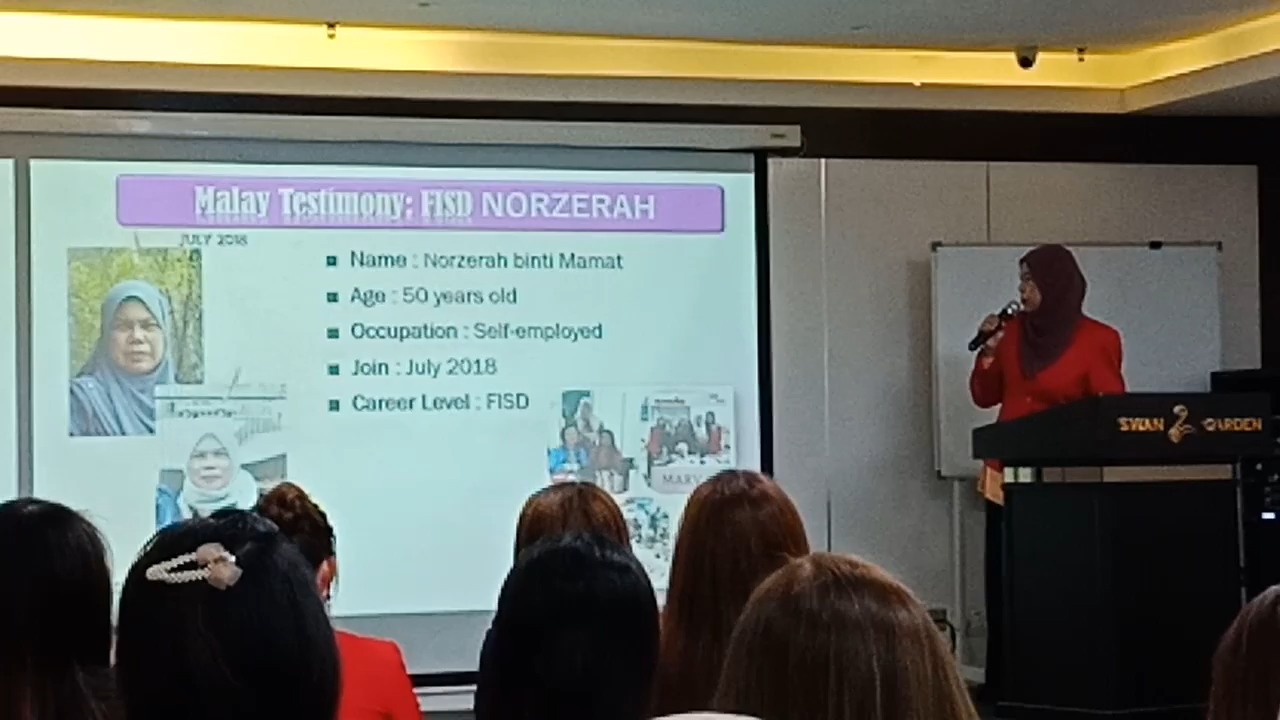 Malay Testimony: FISD NORZERAH
JULY 2018
Name : Norzerah binti Mamat
Age : 50 years old
Occupation : Self-employed
Join : July 2018
Career Level : FISD
SWAN GARDEN